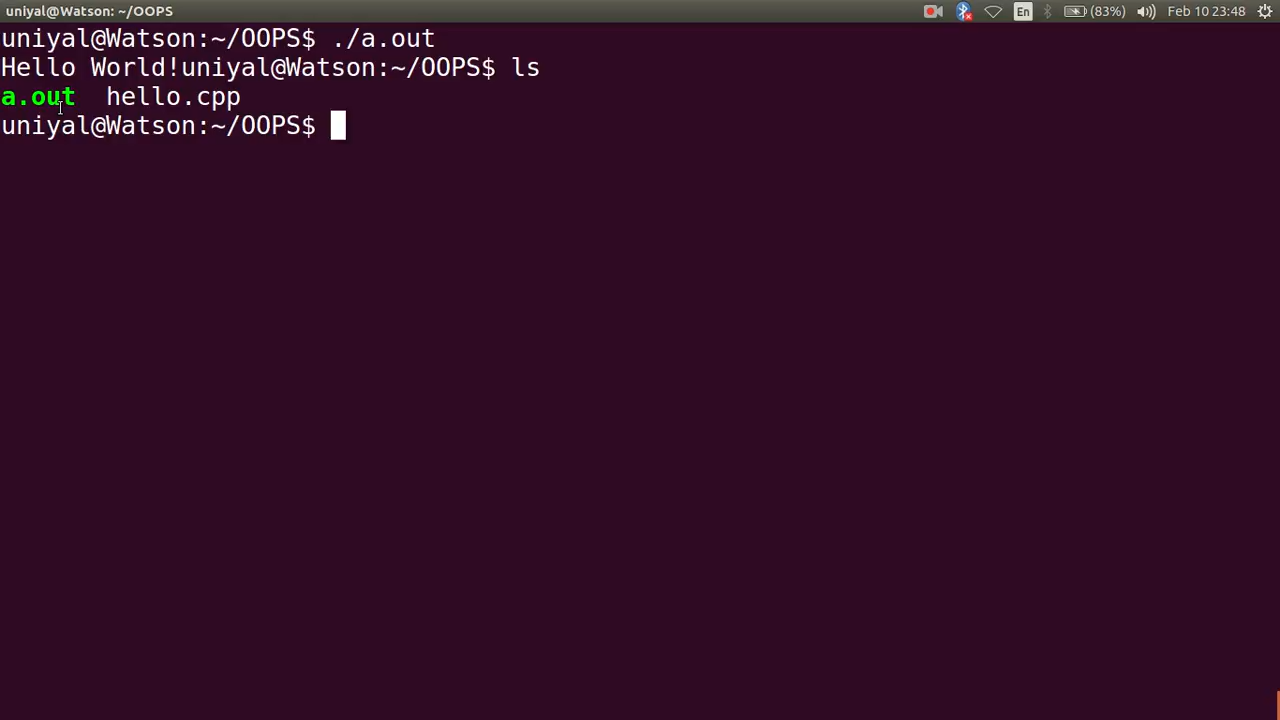 uniyal@Watson: ~/OOPS
En
(83%)
Feb 10 23:48
uniyal@Watson:~/OOPS$ ./a.out
Hello World!uniyal@Watson:~/OOPS$ ls
a.out  hello.cpp
uniyal@Watson:~/OOPS$